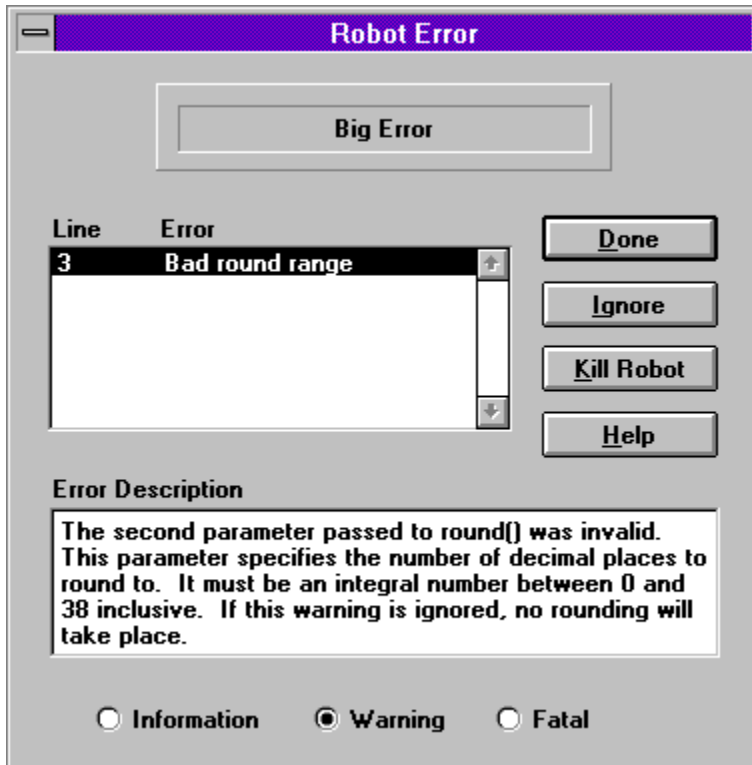 Robot Error
Big Error
Line Error
3 Bad round range
Done
Ignore
Kill Robot
Help
Error Description
The second parameter passed to round() was invalid.
This parameter specifies the number of decimal places to
round to. It must be an integral number between 0 and
38 inclusive. If this warning is ignored, no rounding will
take place.
Information Warning Fatal